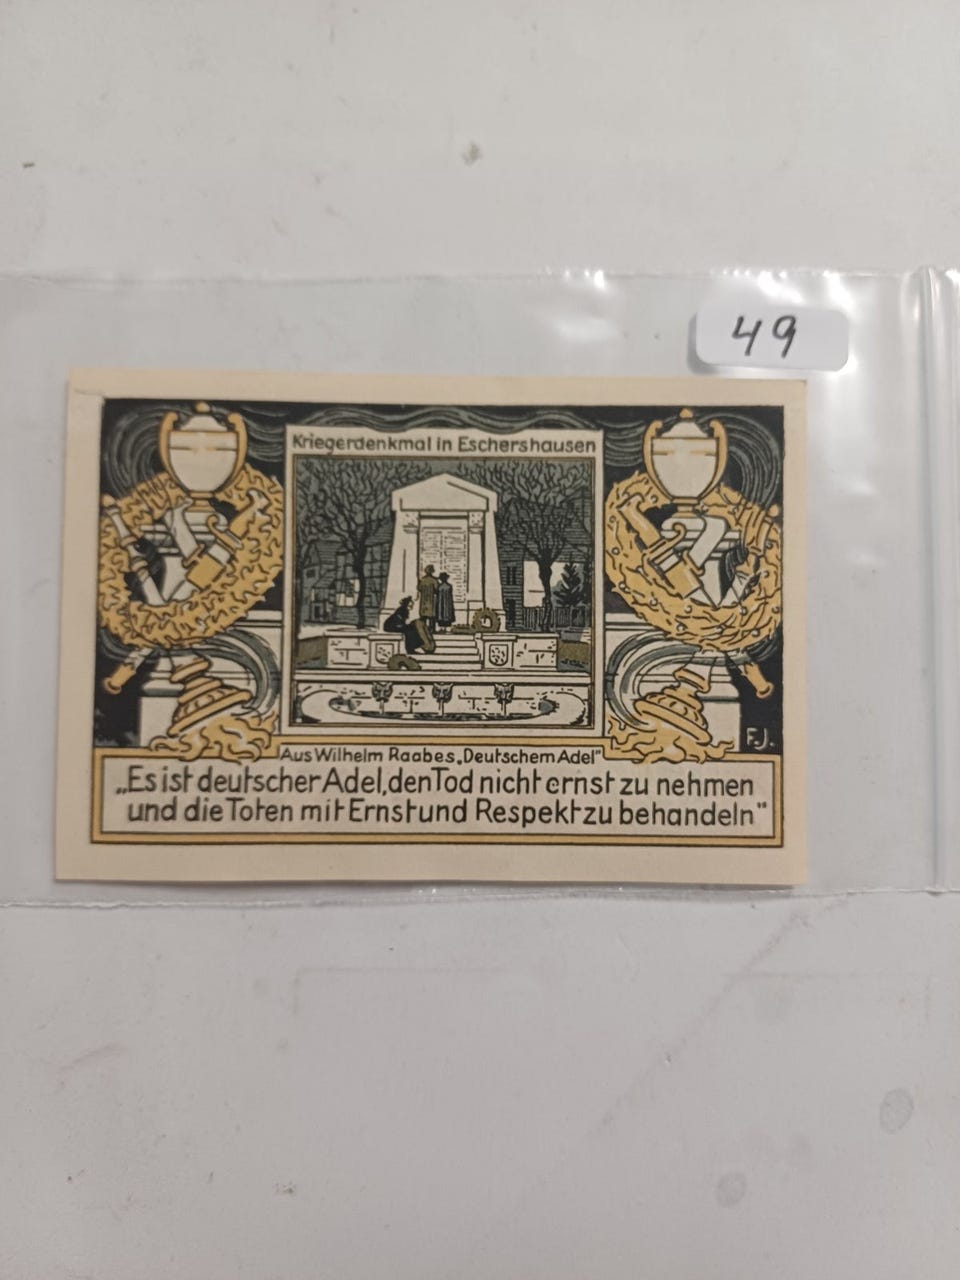 49
Kriegerdenkmal in Eschershausen
F.J.
Aus Wilhelm Raabes „Deutschem Adel“
„Es ist deutscher Adel, den Tod nicht ernst zu nehmen
und die Toten mit Ernst und Respekt zu behandeln“